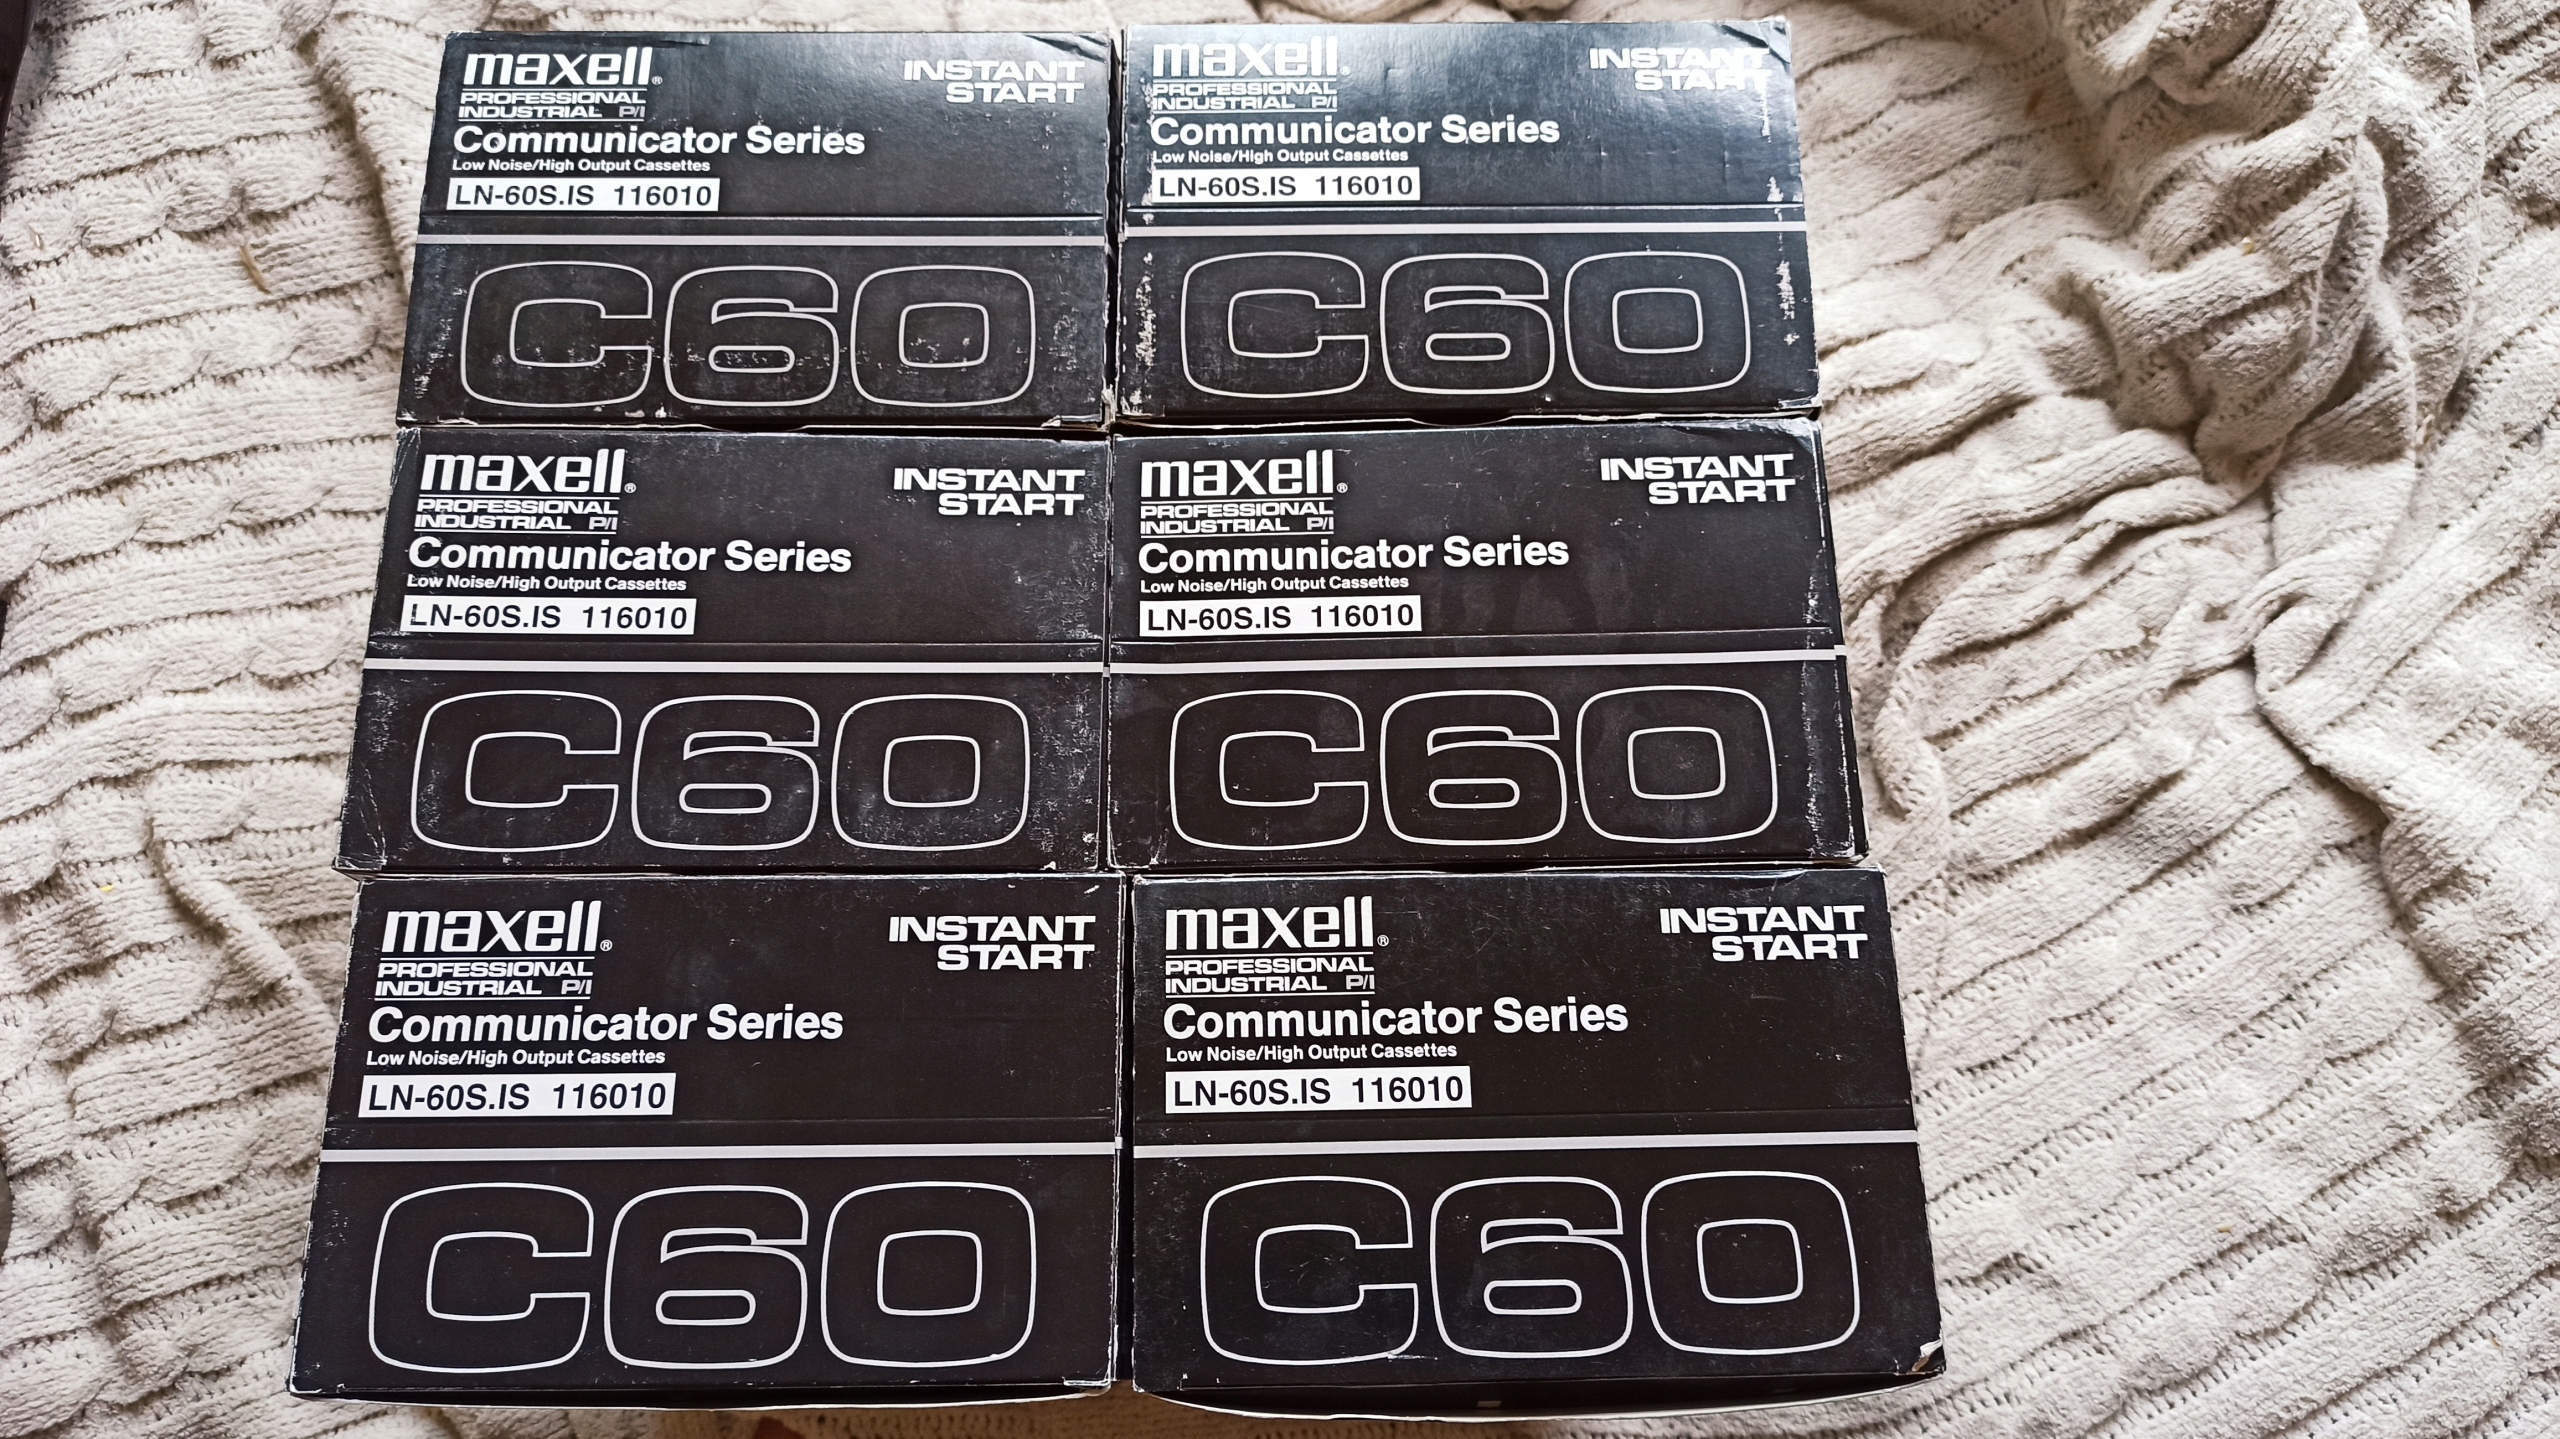 maxell®
PROFESSIONAL
INDUSTRIAL P/I
INSTANT
START
Communicator Series
Low Noise/High Output Cassettes
LN-60S.IS 116010
C60
maxell®
PROFESSIONAL
INDUSTRIAL P/I
INSTANT
START
Communicator Series
Low Noise/High Output Cassettes
LN-60S.IS 116010
C60
maxell®
PROFESSIONAL
INDUSTRIAL P/I
INSTANT
START
Communicator Series
Low Noise/High Output Cassettes
LN-60S.IS 116010
C60
maxell®
PROFESSIONAL
INDUSTRIAL P/I
INSTANT
START
Communicator Series
Low Noise/High Output Cassettes
LN-60S.IS 116010
C60
maxell®
PROFESSIONAL
INDUSTRIAL P/I
INSTANT
START
Communicator Series
Low Noise/High Output Cassettes
LN-60S.IS 116010
C60
maxell®
PROFESSIONAL
INDUSTRIAL P/I
INSTANT
START
Communicator Series
Low Noise/High Output Cassettes
LN-60S.IS 116010
C60